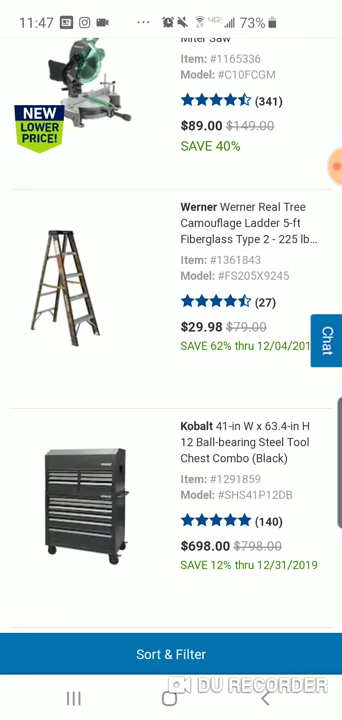 11:47 ... 4G 73%
Miter Saw
Item: #1165336
Model: #C10FCGM
NEW
LOWER
PRICE!
(341)
$89.00 $149.00
SAVE 40%
Werner Werner Real Tree
Camouflage Ladder 5-ft
Fiberglass Type 2 - 225 lb...
Item: #1361843
Model: #FS205X9245
(27)
$29.98 $79.00
SAVE 62% thru 12/04/201
Chat
Kobalt 41-in W x 63.4-in H
12 Ball-bearing Steel Tool
Chest Combo (Black)
Item: #1291859
Model: #SHS41P12DB
(140)
$698.00 $798.00
SAVE 12% thru 12/31/2019
Sort & Filter
DU RECORDER